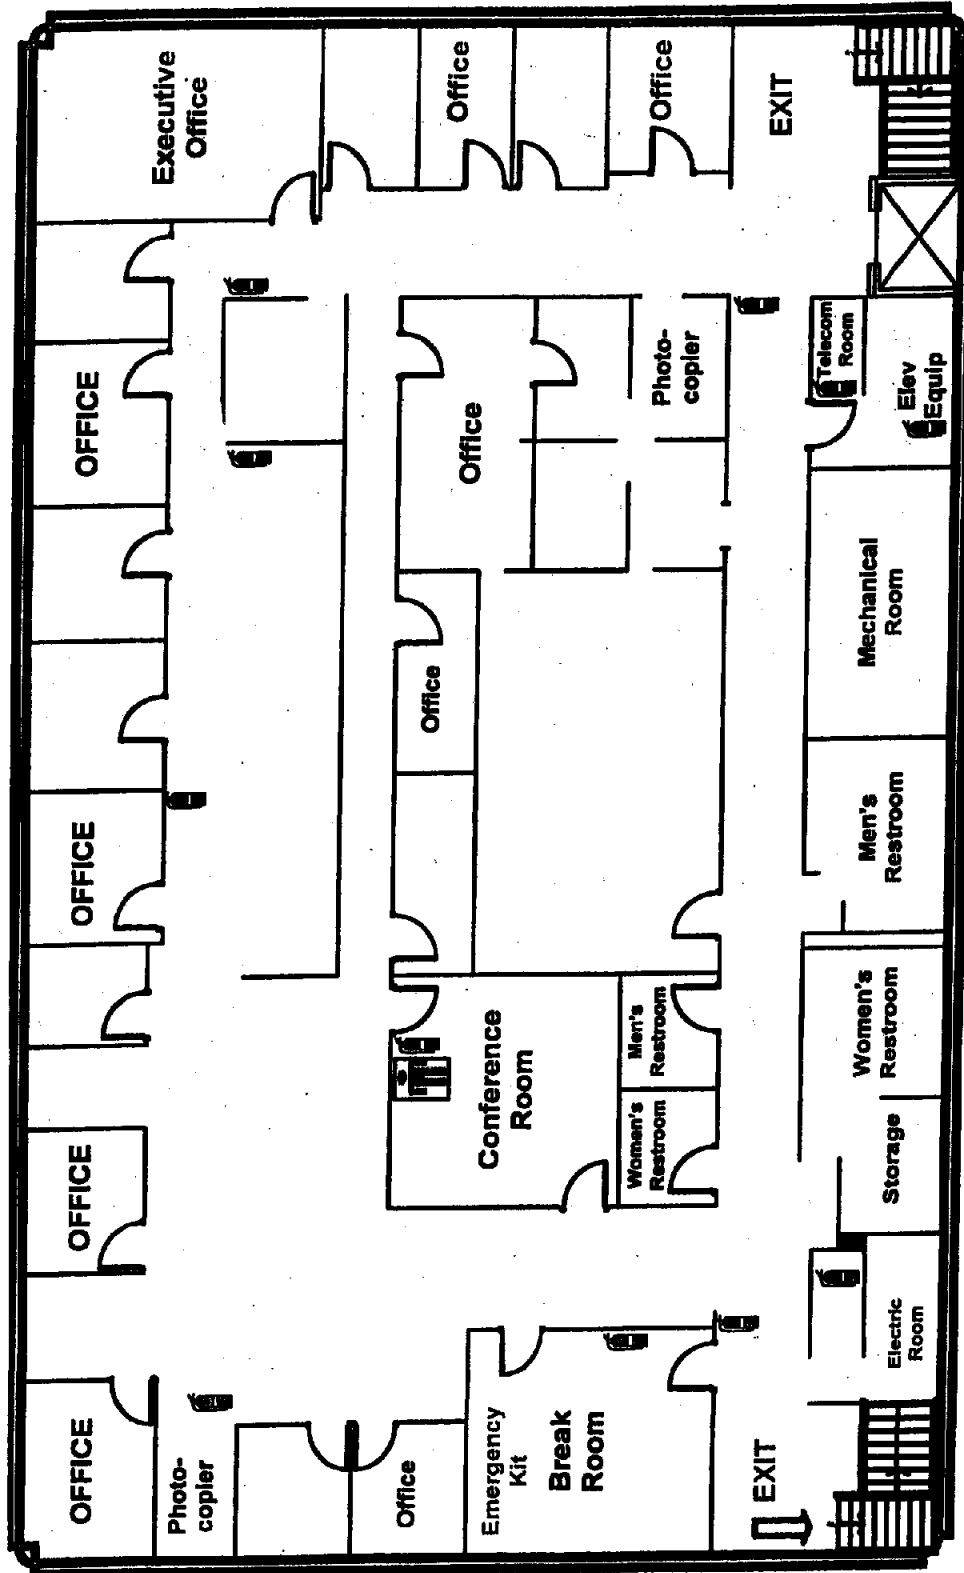 Executive
Office
Office
Office
EXIT
OFFICE
Office
Photo-
copier
Telecom
Room
Elev
Equip
Office
Mechanical
Room
OFFICE
Men's
Restroom
OFFICE
Conference
Room
Men's
Restroom
Women's
Restroom
Women's
Restroom
Storage
OFFICE
Photo-
copier
Office
Emergency
Kit
Break
Room
Electric
Room
EXIT